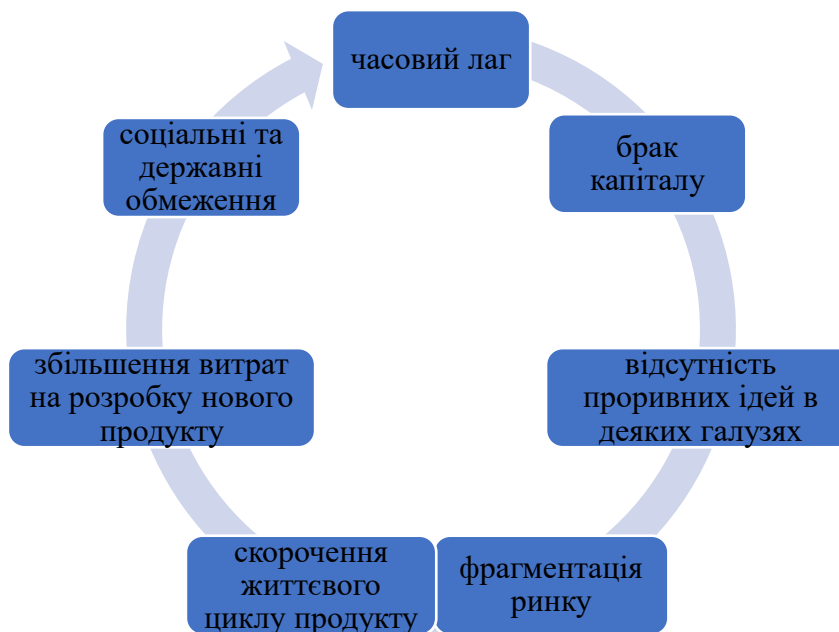 часовий лаг
брак
капіталу
відсутність
проривних ідей в
деяких галузях
фрагментація
ринку
скорочення
життєвого
циклу продукту
збільшення витрат
на розробку нового
продукту
соціальні та
державні
обмеження